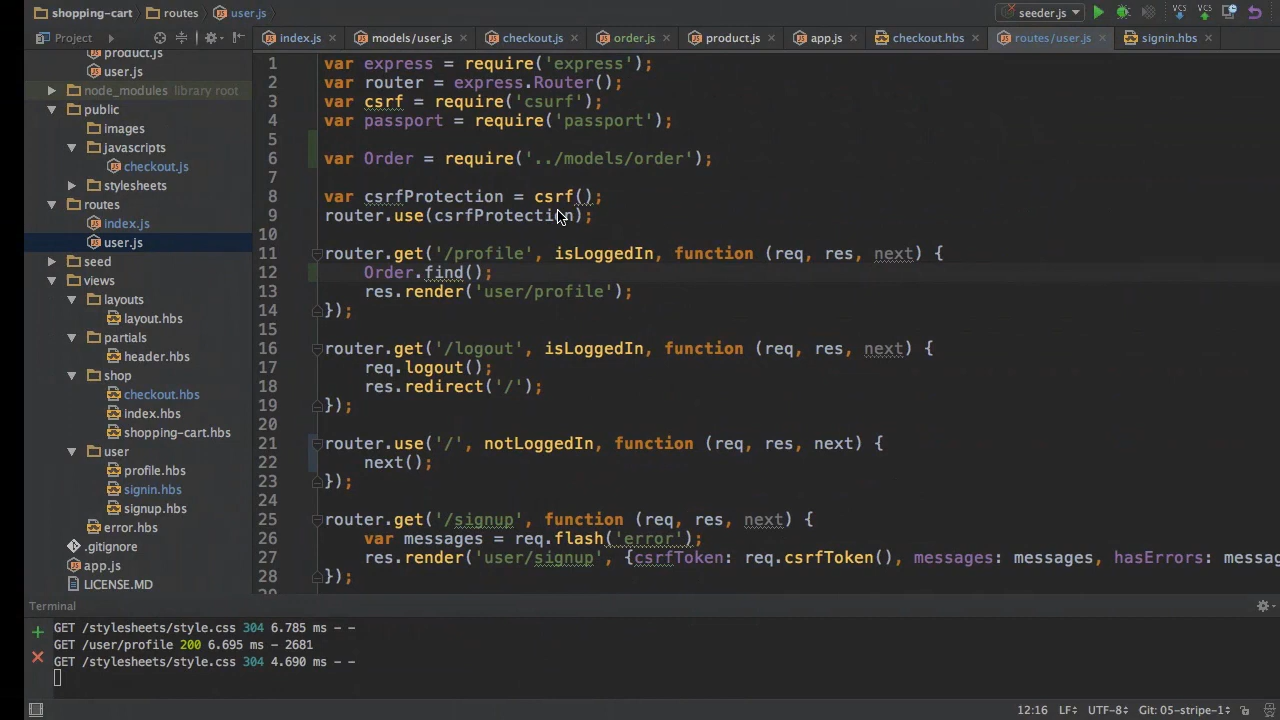 shopping-cart routes user.js
seeder.js
Project
index.js models/user.js checkout.js order.js product.js app.js checkout.hbs routes/user.js signin.hbs
product.js
user.js
node_modules library root
public
images
javascripts
checkout.js
stylesheets
routes
index.js
user.js
seed
views
layouts
layout.hbs
partials
header.hbs
shop
checkout.hbs
index.hbs
shopping-cart.hbs
user
profile.hbs
signin.hbs
signup.hbs
error.hbs
.gitignore
app.js
LICENSE.MD
1 var express = require('express');
2 var router = express.Router();
3 var csrf = require('csurf');
4 var passport = require('passport');
5
6 var Order = require('../models/order');
7
8 var csrfProtection = csrf();
9 router.use(csrfProtection);
10
11 router.get('/profile', isLoggedIn, function (req, res, next) {
12 Order.find();
13 res.render('user/profile');
14 });
15
16 router.get('/logout', isLoggedIn, function (req, res, next) {
17 req.logout();
18 res.redirect('/');
19 });
20
21 router.use('/', notLoggedIn, function (req, res, next) {
22 next();
23 });
24
25 router.get('/signup', function (req, res, next) {
26 var messages = req.flash('error');
27 res.render('user/signup', {csrfToken: req.csrfToken(), messages: messages, hasErrors: messa
28 });
Terminal
GET /stylesheets/style.css 304 6.785 ms - -
GET /user/profile 200 6.695 ms - 2681
GET /stylesheets/style.css 304 4.690 ms - -
12:16 LF UTF-8 Git: 05-stripe-1